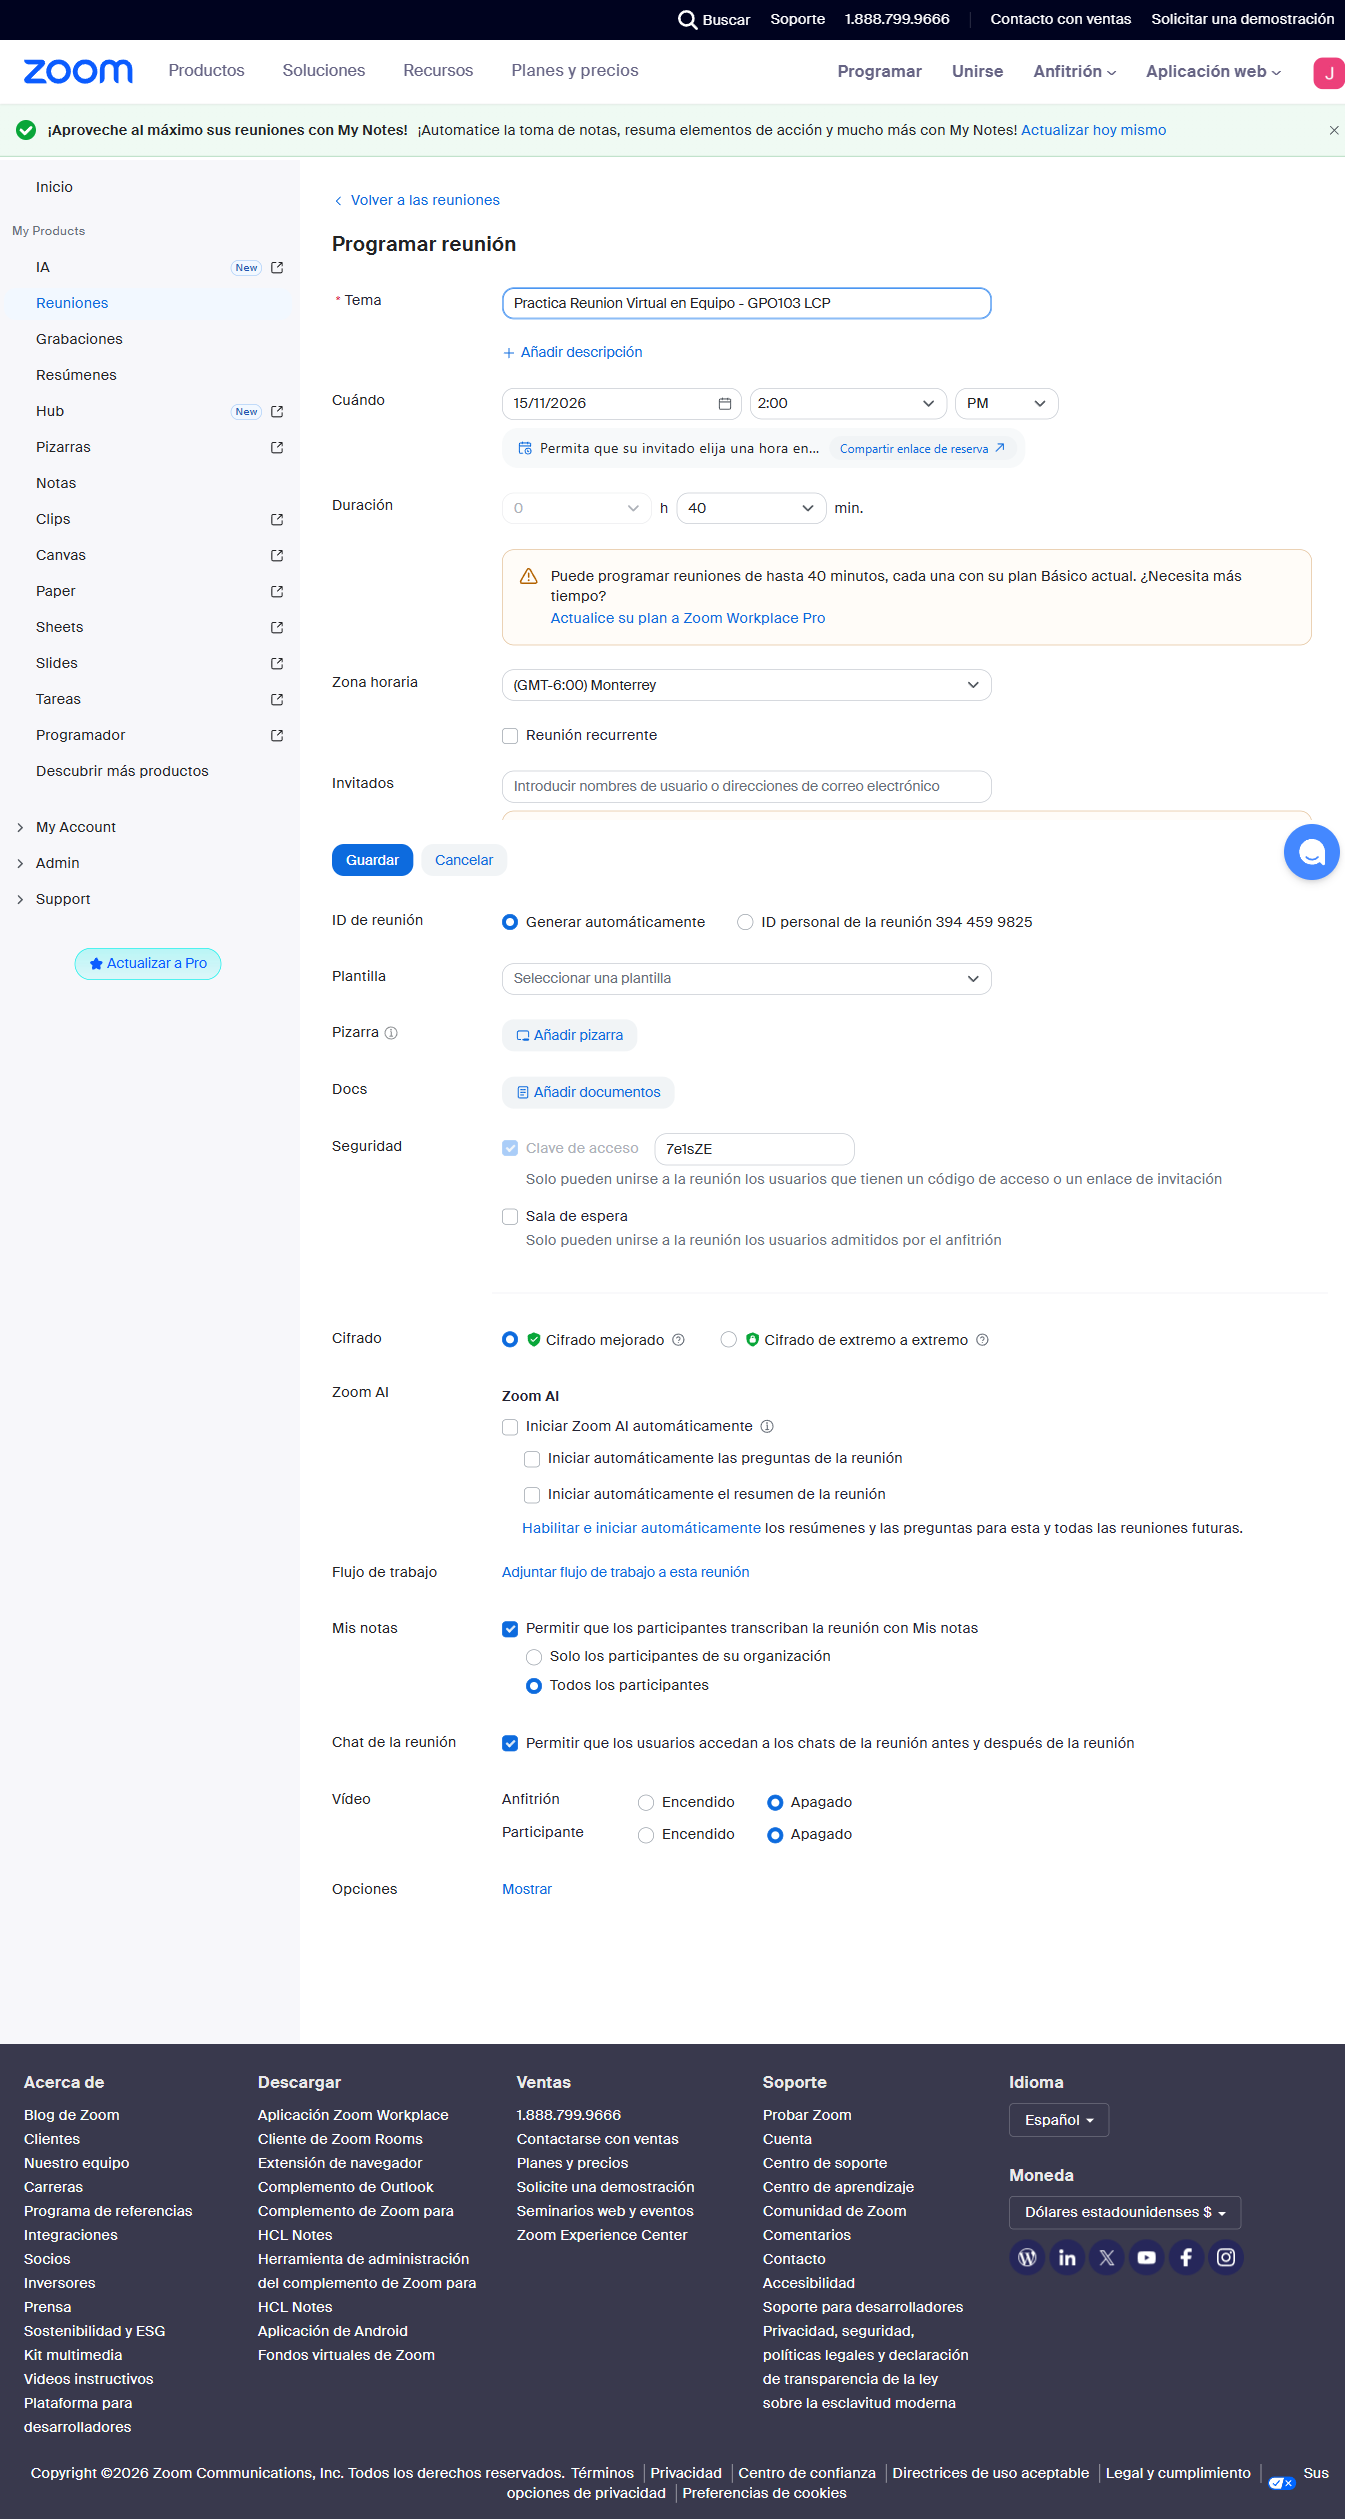 Buscar Soporte 1.888.799.9666 Contacto con ventas Solicitar una demostración
zoom Productos Soluciones Recursos Planes y precios Programar Unirse Anfitrión Aplicación web J
¡Aproveche al máximo sus reuniones con My Notes! ¡Automatice la toma de notas, resuma elementos de acción y mucho más con My Notes! Actualizar hoy mismo
Inicio
My Products
IA New
Reuniones
Grabaciones
Resúmenes
Hub New
Pizarras
Notas
Clips
Canvas
Paper
Sheets
Slides
Tareas
Programador
Descubrir más productos
My Account
Admin
Support
Actualizar a Pro
Volver a las reuniones
Programar reunión
* Tema Practica Reunion Virtual en Equipo - GPO103 LCP
+ Añadir descripción
Cuándo 15/11/2026 2:00 PM
Permita que su invitado elija una hora en... Compartir enlace de reserva
Duración 0 h 40 min.
Puede programar reuniones de hasta 40 minutos, cada una con su plan Básico actual. ¿Necesita más
tiempo?
Actualice su plan a Zoom Workplace Pro
Zona horaria (GMT-6:00) Monterrey
Reunión recurrente
Invitados Introducir nombres de usuario o direcciones de correo electrónico
Guardar Cancelar
ID de reunión Generar automáticamente ID personal de la reunión 394 459 9825
Plantilla Seleccionar una plantilla
Pizarra Añadir pizarra
Docs Añadir documentos
Seguridad Clave de acceso 7e1sZE
Solo pueden unirse a la reunión los usuarios que tienen un código de acceso o un enlace de invitación
Sala de espera
Solo pueden unirse a la reunión los usuarios admitidos por el anfitrión
Cifrado Cifrado mejorado Cifrado de extremo a extremo
Zoom AI Zoom AI
Iniciar Zoom AI automáticamente
Iniciar automáticamente las preguntas de la reunión
Iniciar automáticamente el resumen de la reunión
Habilitar e iniciar automáticamente los resúmenes y las preguntas para esta y todas las reuniones futuras.
Flujo de trabajo Adjuntar flujo de trabajo a esta reunión
Mis notas Permitir que los participantes transcriban la reunión con Mis notas
Solo los participantes de su organización
Todos los participantes
Chat de la reunión Permitir que los usuarios accedan a los chats de la reunión antes y después de la reunión
Vídeo Anfitrión Encendido Apagado
Participante Encendido Apagado
Opciones Mostrar
Acerca de
Blog de Zoom
Clientes
Nuestro equipo
Carreras
Programa de referencias
Integraciones
Socios
Inversores
Prensa
Sostenibilidad y ESG
Kit multimedia
Videos instructivos
Plataforma para
desarrolladores
Descargar
Aplicación Zoom Workplace
Cliente de Zoom Rooms
Extensión de navegador
Complemento de Outlook
Complemento de Zoom para
HCL Notes
Herramienta de administración
del complemento de Zoom para
HCL Notes
Aplicación de Android
Fondos virtuales de Zoom
Ventas
1.888.799.9666
Contactarse con ventas
Planes y precios
Solicite una demostración
Seminarios web y eventos
Zoom Experience Center
Soporte
Probar Zoom
Cuenta
Centro de soporte
Centro de aprendizaje
Comunidad de Zoom
Comentarios
Contacto
Accesibilidad
Soporte para desarrolladores
Privacidad, seguridad,
políticas legales y declaración
de transparencia de la ley
sobre la esclavitud moderna
Idioma
Español
Moneda
Dólares estadounidenses $
Copyright ©2026 Zoom Communications, Inc. Todos los derechos reservados. Términos | Privacidad | Centro de confianza | Directrices de uso aceptable | Legal y cumplimiento | Sus
opciones de privacidad | Preferencias de cookies